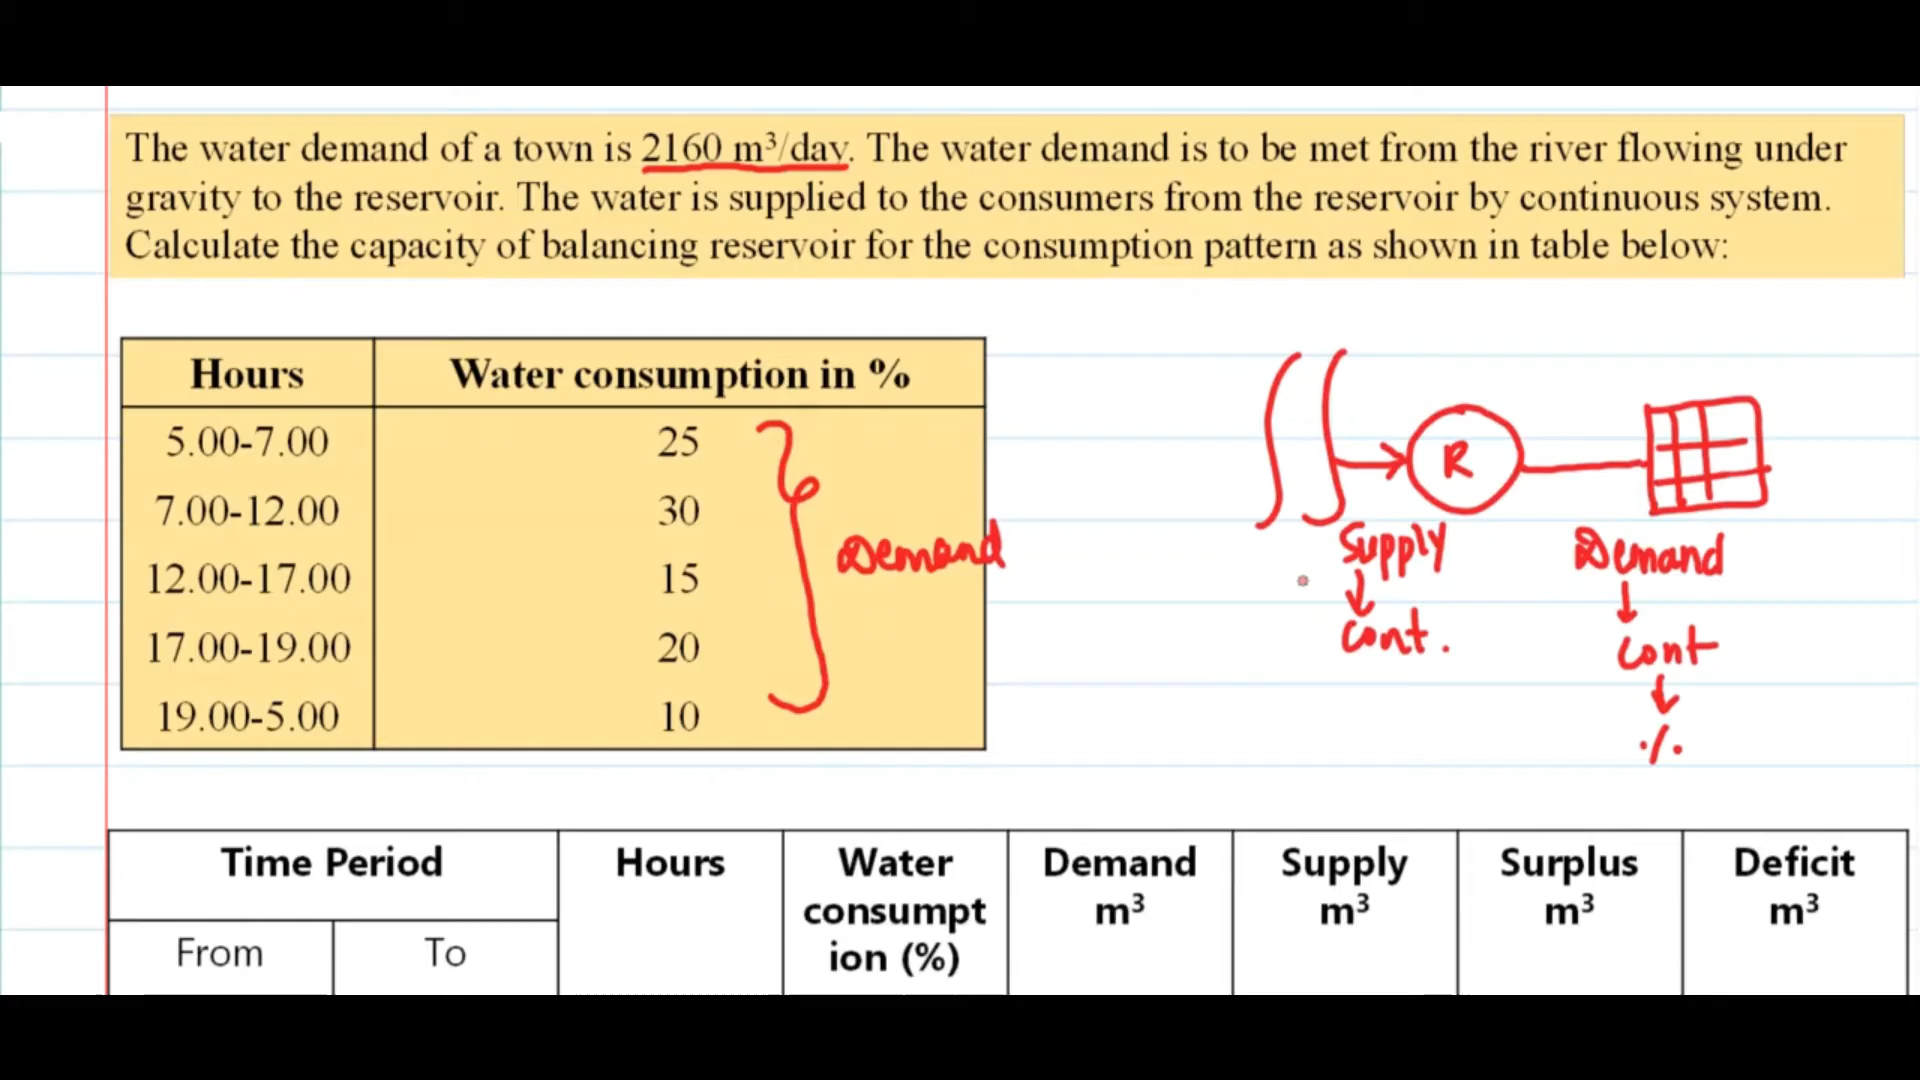 The water demand of a town is 2160 m³/day. The water demand is to be met from the river flowing under
gravity to the reservoir. The water is supplied to the consumers from the reservoir by continuous system.
Calculate the capacity of balancing reservoir for the consumption pattern as shown in table below:
Hours Water consumption in %
5.00-7.00 25
7.00-12.00 30
12.00-17.00 15
17.00-19.00 20
19.00-5.00 10
Demand
R
Supply Demand
cont. cont
%
Time Period Hours Water Demand Supply Surplus Deficit
consumpt m³ m³ m³ m³
From To ion (%)